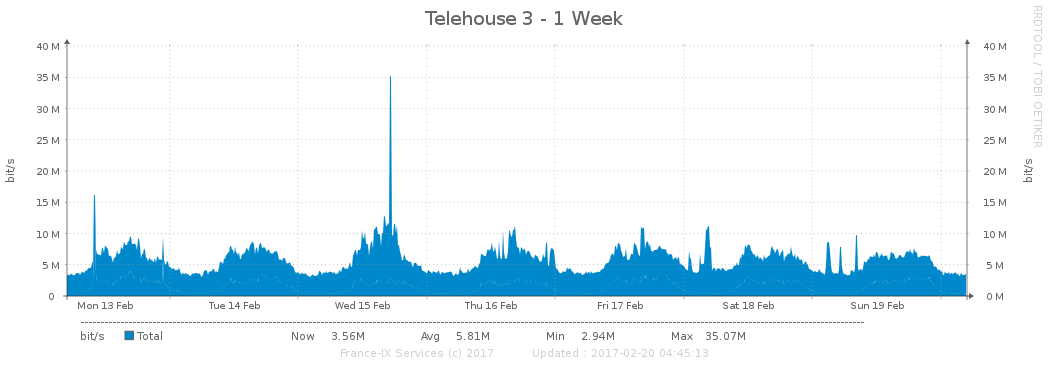 Telehouse 3 - 1 Week
RRDTOOL / TOBI OETIKER
bit/s
40 M 40 M
35 M 35 M
30 M 30 M
25 M 25 M
20 M 20 M
15 M 15 M
10 M 10 M
5 M 5 M
0 0 M
bit/s
Mon 13 Feb Tue 14 Feb Wed 15 Feb Thu 16 Feb Fri 17 Feb Sat 18 Feb Sun 19 Feb
bit/s Total Now 3.56M Avg 5.81M Min 2.94M Max 35.07M
France-IX Services (c) 2017 Updated : 2017-02-20 04:45:13